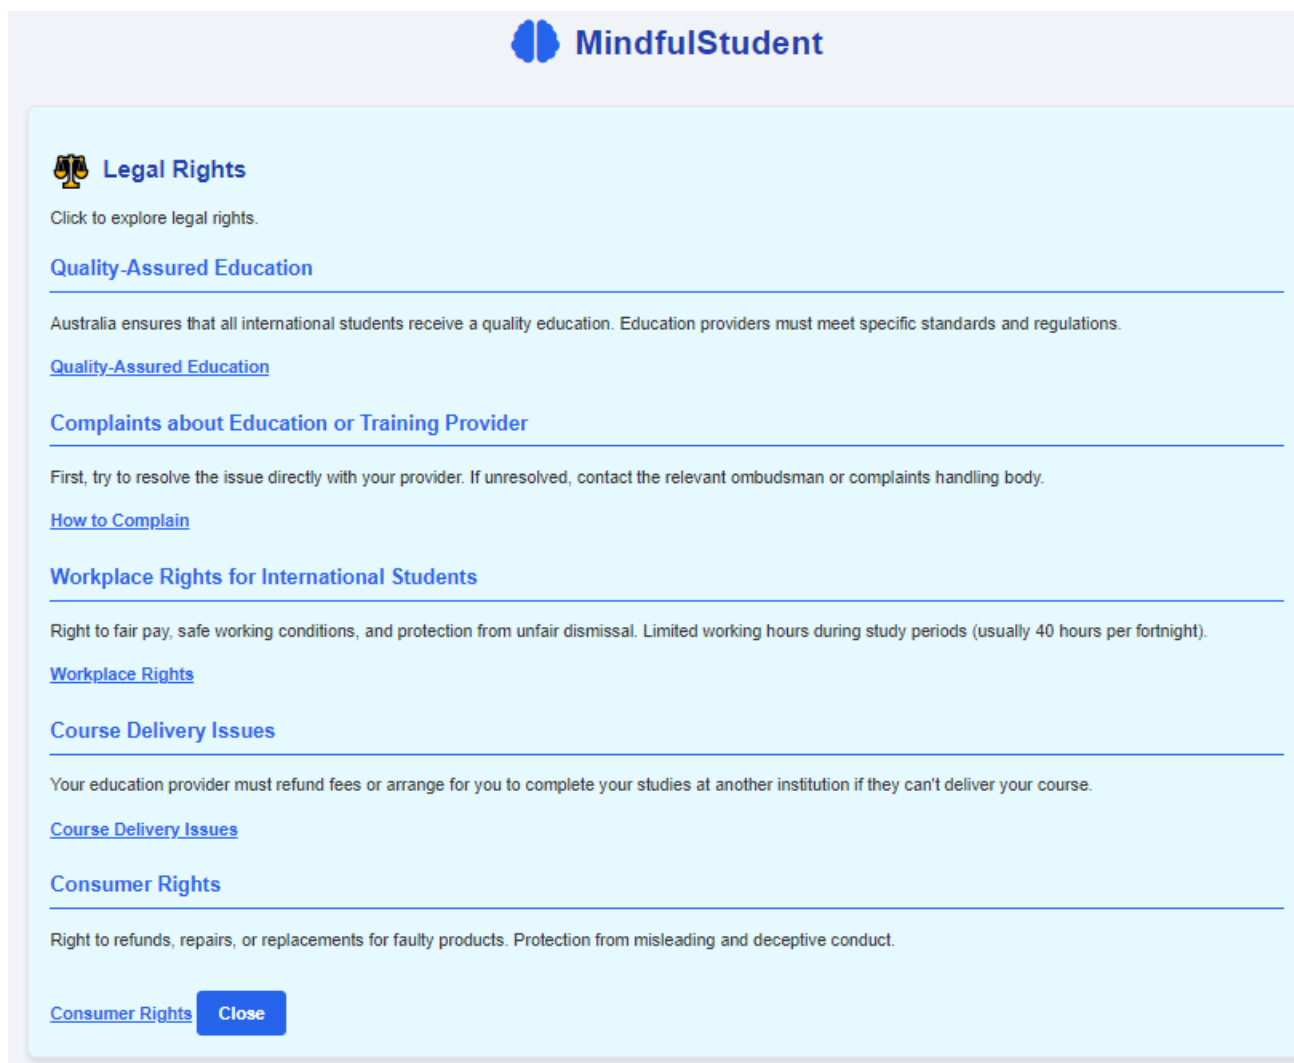 MindfulStudent
Legal Rights
Click to explore legal rights.
Quality-Assured Education
Australia ensures that all international students receive a quality education. Education providers must meet specific standards and regulations.
Quality-Assured Education
Complaints about Education or Training Provider
First, try to resolve the issue directly with your provider. If unresolved, contact the relevant ombudsman or complaints handling body.
How to Complain
Workplace Rights for International Students
Right to fair pay, safe working conditions, and protection from unfair dismissal. Limited working hours during study periods (usually 40 hours per fortnight).
Workplace Rights
Course Delivery Issues
Your education provider must refund fees or arrange for you to complete your studies at another institution if they can't deliver your course.
Course Delivery Issues
Consumer Rights
Right to refunds, repairs, or replacements for faulty products. Protection from misleading and deceptive conduct.
Consumer Rights Close